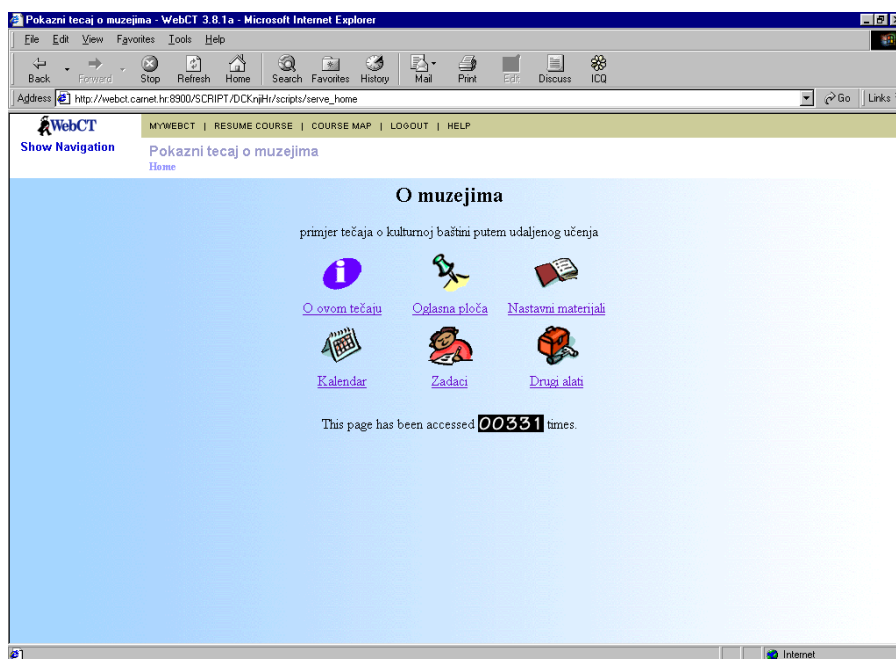 Pokazni tecaj o muzejima - WebCT 3.8.1a - Microsoft Internet Explorer
File Edit View Favorites Tools Help
Back Forward Stop Refresh Home Search Favorites History Mail Print Edit Discuss ICQ
Address http://webct.carnet.hr:8900/SCRIPT/DCKnjiHr/scripts/serve_home Go Links
WebCT MYWEBCT | RESUME COURSE | COURSE MAP | LOGOUT | HELP
Show Navigation Pokazni tecaj o muzejima
Home
O muzejima
primjer tečaja o kulturnoj baštini putem udaljenog učenja
O ovom tečaju Oglasna ploča Nastavni materijali
Kalendar Zadaci Drugi alati
This page has been accessed 00331 times.
Internet